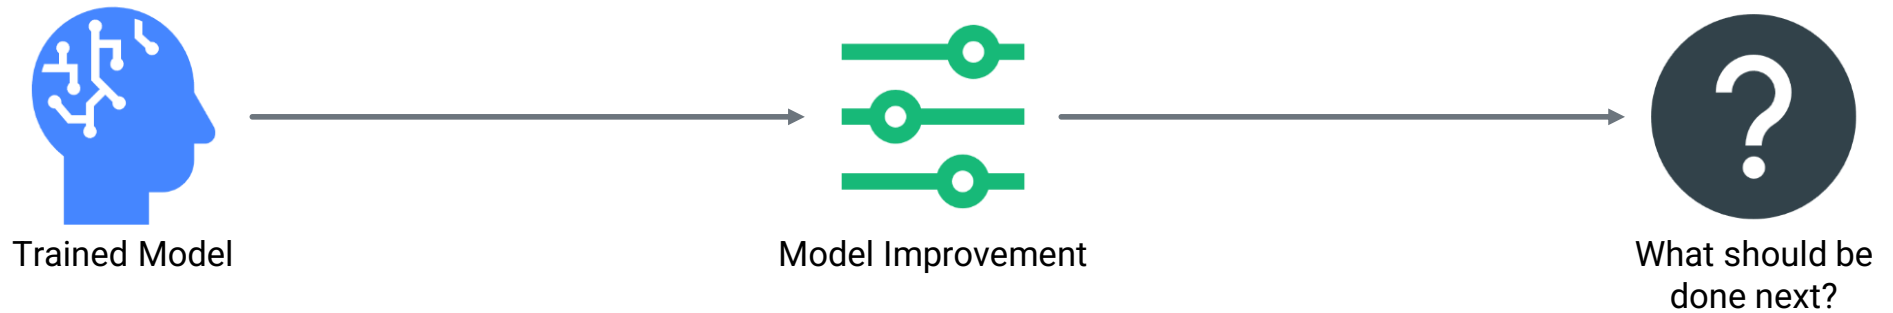 Trained Model
Model Improvement
What should be
done next?